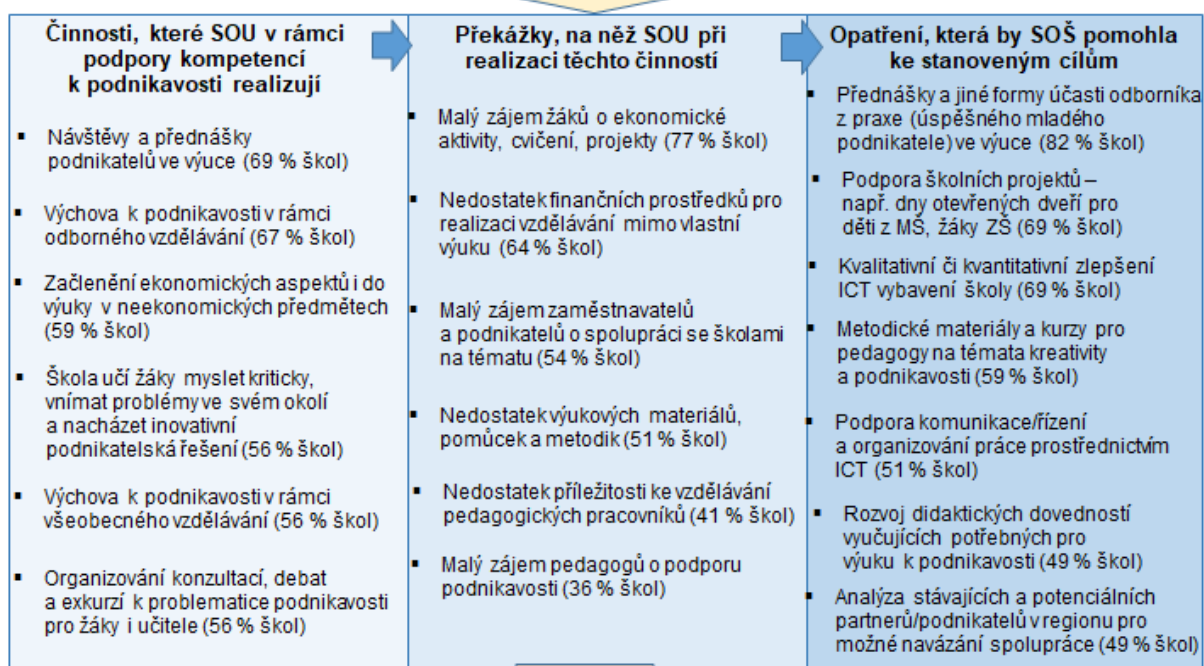 Činnosti, které SOU v rámci
podpory kompetencí
k podnikavosti realizují
▪ Návštěvy a přednášky
podnikatelů ve výuce (69 % škol)
▪ Výchova k podnikavosti v rámci
odborného vzdělávání (67 % škol)
▪ Začlenění ekonomických aspektů i do
výuky v neekonomických předmětech
(59 % škol)
▪ Škola učí žáky myslet kriticky,
vnímat problémy ve svém okolí
a nacházet inovativní
podnikatelská řešení (56 % škol)
▪ Výchova k podnikavosti v rámci
všeobecného vzdělávání (56 % škol)
▪ Organizování konzultací, debat
a exkurzí k problematice podnikavosti
pro žáky i učitele (56 % škol)
Překážky, na něž SOU při
realizaci těchto činností
▪ Malý zájem žáků o ekonomické
aktivity, cvičení, projekty (77 % škol)
▪ Nedostatek finančních prostředků pro
realizaci vzdělávání mimo vlastní
výuku (64 % škol)
▪ Malý zájem zaměstnavatelů
a podnikatelů o spolupráci se školami
na tématu (54 % škol)
▪ Nedostatek výukových materiálů,
pomůcek a metodik (51 % škol)
▪ Nedostatek příležitosti ke vzdělávání
pedagogických pracovníků (41 % škol)
▪ Malý zájem pedagogů o podporu
podnikavosti (36 % škol)
Opatření, která by SOŠ pomohla
ke stanoveným cílům
▪ Přednášky a jiné formy účasti odborníka
z praxe (úspěšného mladého
podnikatele) ve výuce (82 % škol)
▪ Podpora školních projektů –
např. dny otevřených dveří pro
děti z MŠ, žáky ZŠ (69 % škol)
▪ Kvalitativní či kvantitativní zlepšení
ICT vybavení školy (69 % škol)
▪ Metodické materiály a kurzy pro
pedagogy na témata kreativity
a podnikavosti (59 % škol)
▪ Podpora komunikace/řízení
a organizování práce prostřednictvím
ICT (51 % škol)
▪ Rozvoj didaktických dovedností
vyučujících potřebných pro
výuku k podnikavosti (49 % škol)
▪ Analýza stávajících a potenciálních
partnerů/podnikatelů v regionu pro
možné navázání spolupráce (49 % škol)